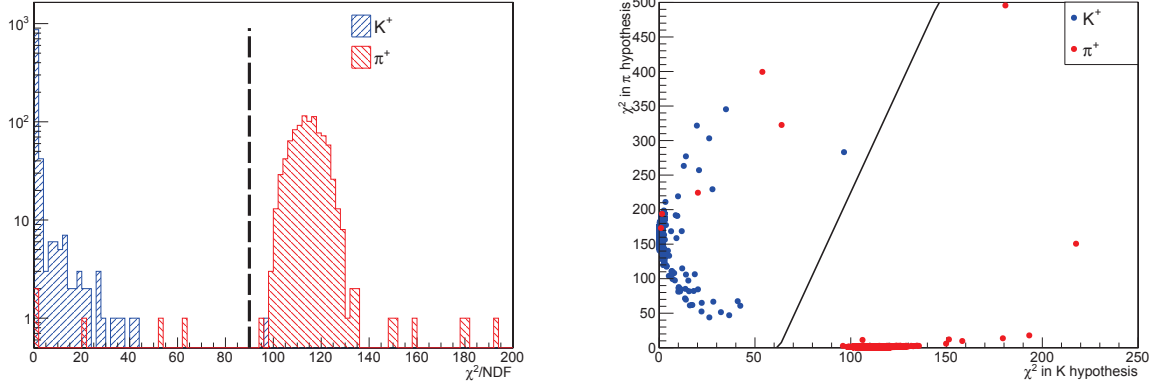 10³
10²
10
1
K⁺
π⁺
0 20 40 60 80 100 120 140 160 180 200
χ²/NDF
χ² in π hypothesis
500
450
400
350
300
250
200
150
100
50
0
K⁺
π⁺
0 50 100 150 200 250
χ² in K hypothesis